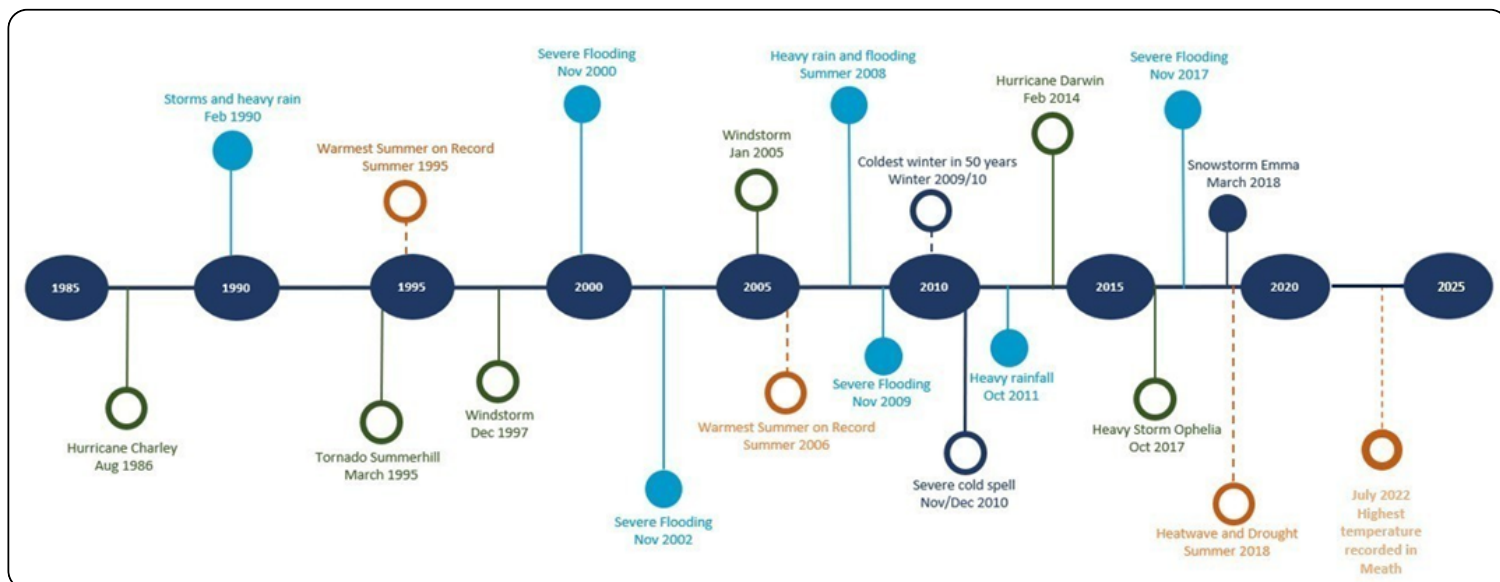 Storms and heavy rain
Feb 1990
Warmest Summer on Record
Summer 1995
Severe Flooding
Nov 2000
Windstorm
Jan 2005
Heavy rain and flooding
Summer 2008
Coldest winter in 50 years
Winter 2009/10
Hurricane Darwin
Feb 2014
Severe Flooding
Nov 2017
Snowstorm Emma
March 2018
1985
1990
1995
2000
2005
2010
2015
2020
2025
Hurricane Charley
Aug 1986
Tornado Summerhill
March 1995
Windstorm
Dec 1997
Severe Flooding
Nov 2002
Warmest Summer on Record
Summer 2006
Severe Flooding
Nov 2009
Severe cold spell
Nov/Dec 2010
Heavy rainfall
Oct 2011
Heavy Storm Ophelia
Oct 2017
Heatwave and Drought
Summer 2018
July 2022
Highest
temperature
recorded in
Meath